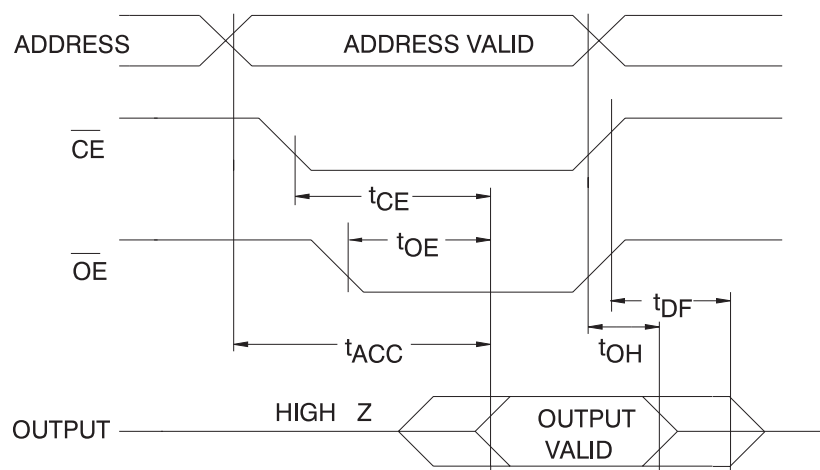 ADDRESS
ADDRESS VALID
CE
tCE
tOE
OE
tDF
tACC
tOH
HIGH Z
OUTPUT
OUTPUT
VALID